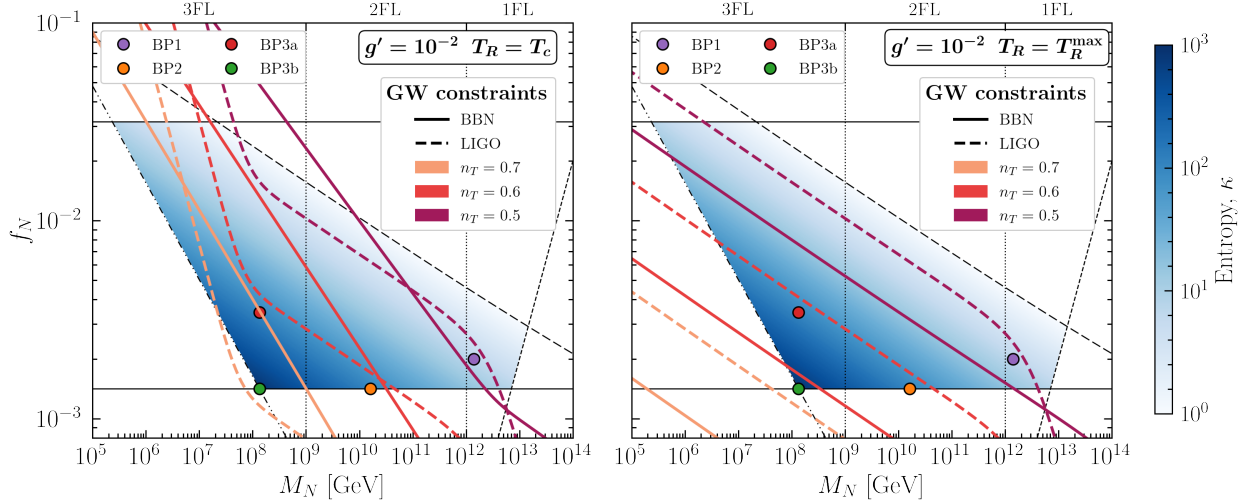 3FL 2FL 1FL
10^{-1}
10^{-2}
10^{-3}
f_N
BP1 BP3a
BP2 BP3b
g′ = 10^{-2} T_R = T_c
GW constraints
BBN
LIGO
n_T = 0.7
n_T = 0.6
n_T = 0.5
10^5 10^6 10^7 10^8 10^9 10^{10} 10^{11} 10^{12} 10^{13} 10^{14}
M_N [GeV]
3FL 2FL 1FL
BP1 BP3a
BP2 BP3b
g′ = 10^{-2} T_R = T_R^{max}
GW constraints
BBN
LIGO
n_T = 0.7
n_T = 0.6
n_T = 0.5
10^5 10^6 10^7 10^8 10^9 10^{10} 10^{11} 10^{12} 10^{13} 10^{14}
M_N [GeV]
10^3
10^2
10^1
10^0
Entropy, κ